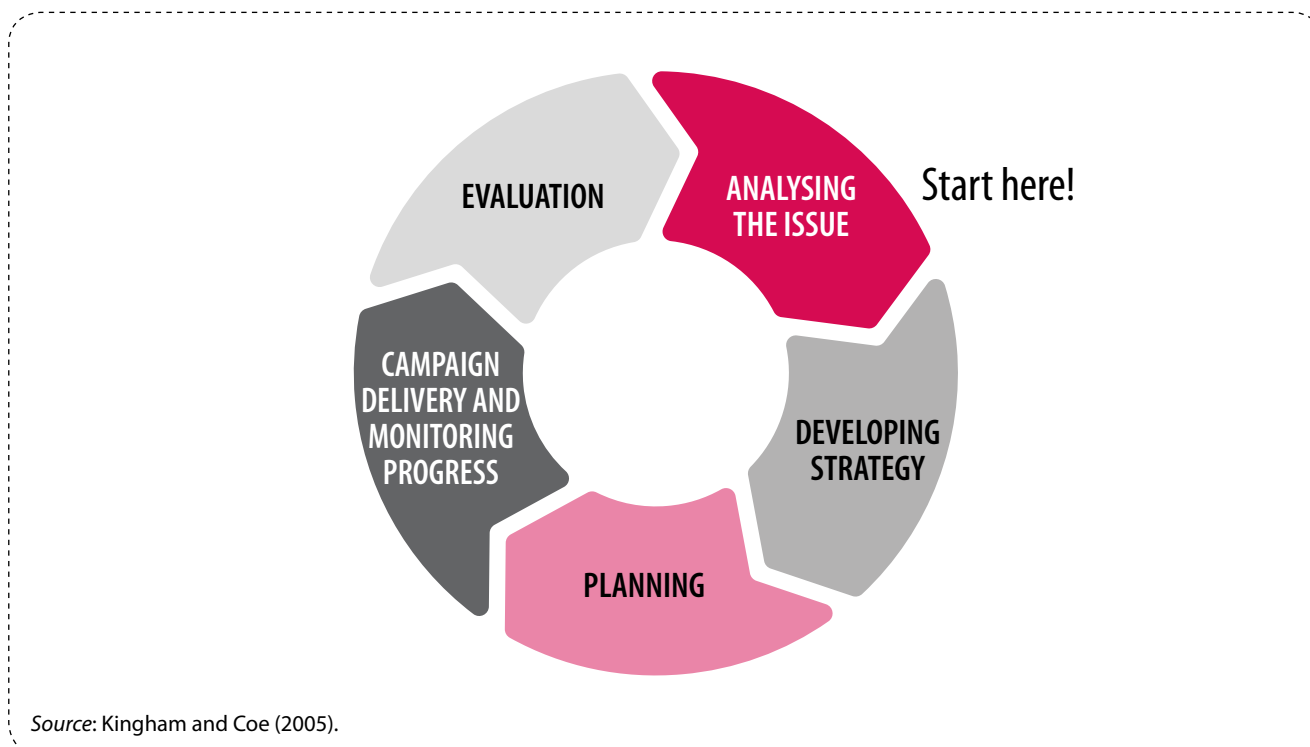 ANALYSING
THE ISSUE
Start here!
DEVELOPING
STRATEGY
PLANNING
CAMPAIGN
DELIVERY AND
MONITORING
PROGRESS
EVALUATION
Source: Kingham and Coe (2005).